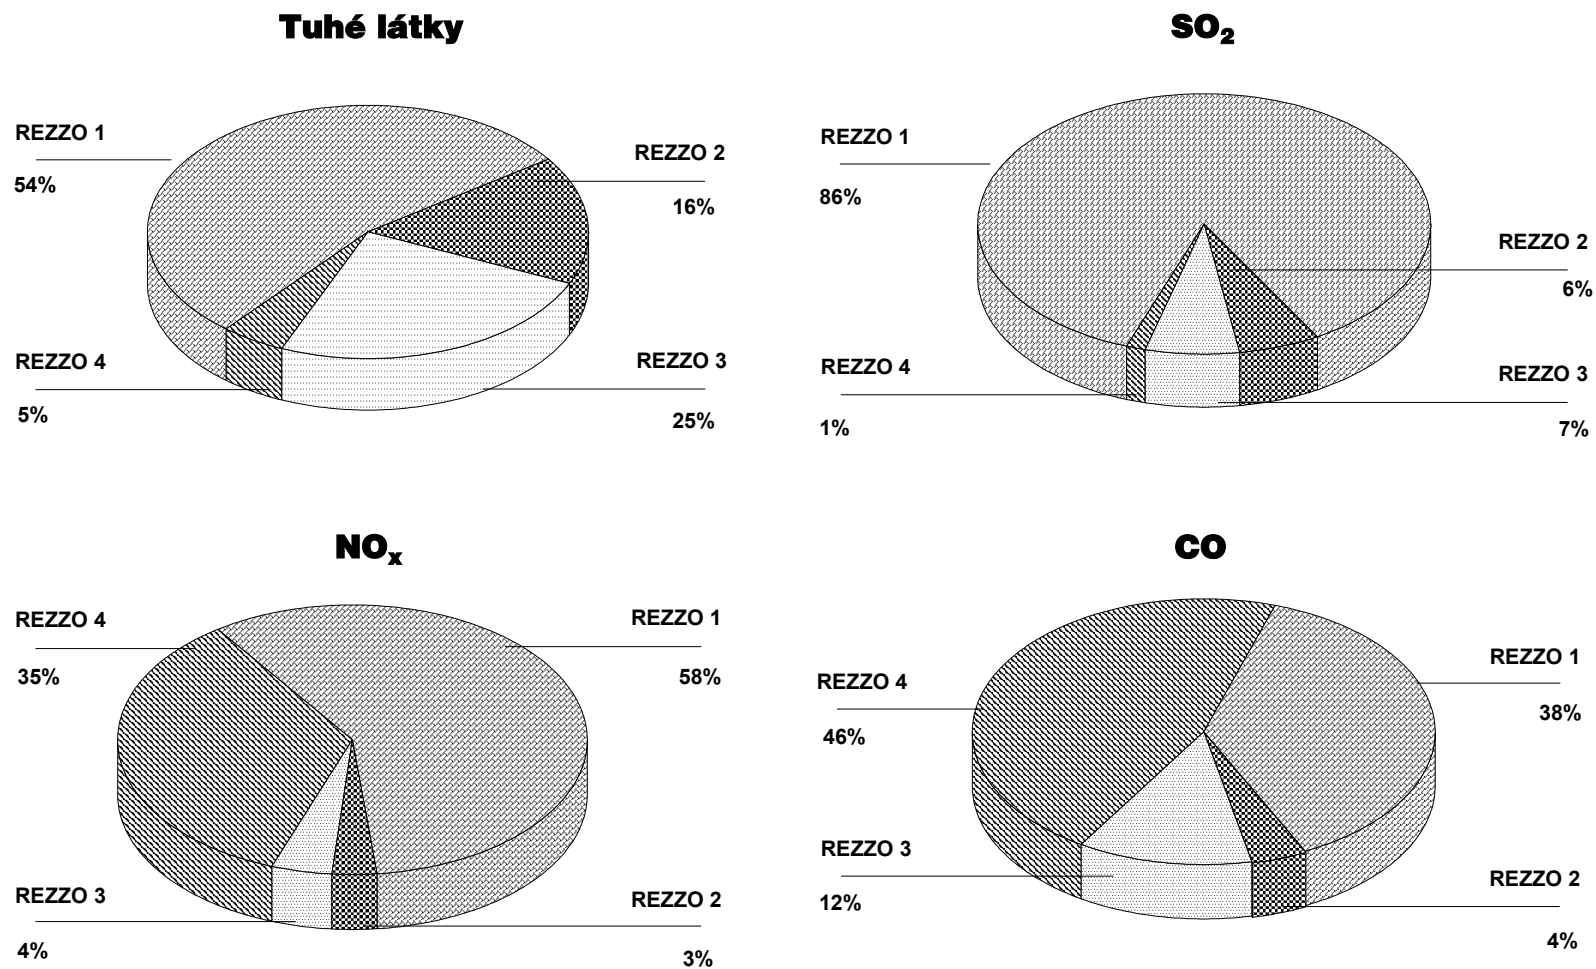 Tuhé látky
REZZO 1
54%
REZZO 2
16%
REZZO 4
5%
REZZO 3
25%
SO₂
REZZO 1
86%
REZZO 2
6%
REZZO 4
1%
REZZO 3
7%
NOₓ
REZZO 4
35%
REZZO 1
58%
REZZO 3
4%
REZZO 2
3%
CO
REZZO 4
46%
REZZO 1
38%
REZZO 3
12%
REZZO 2
4%